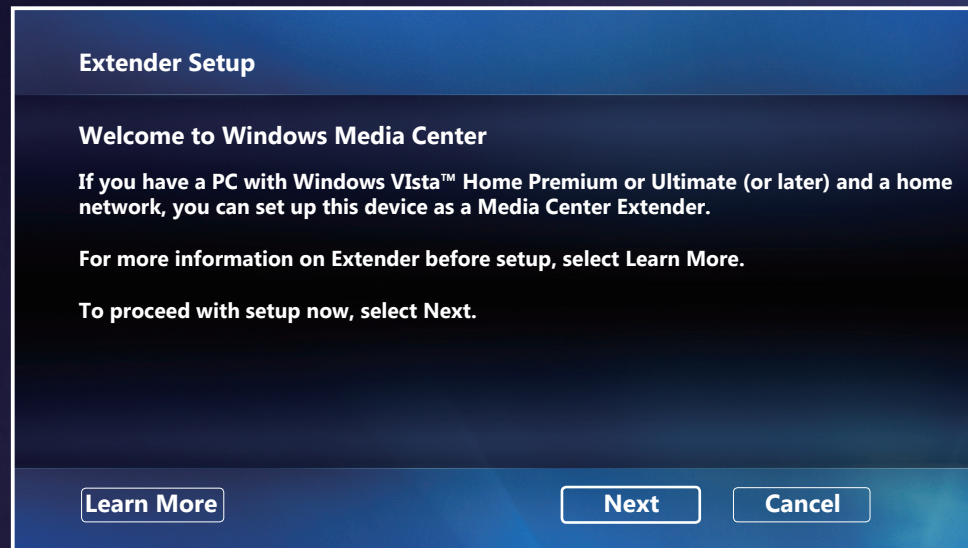 Extender Setup
Welcome to Windows Media Center
If you have a PC with Windows VIsta™ Home Premium or Ultimate (or later) and a home
network, you can set up this device as a Media Center Extender.
For more information on Extender before setup, select Learn More.
To proceed with setup now, select Next.
Learn More
Next
Cancel